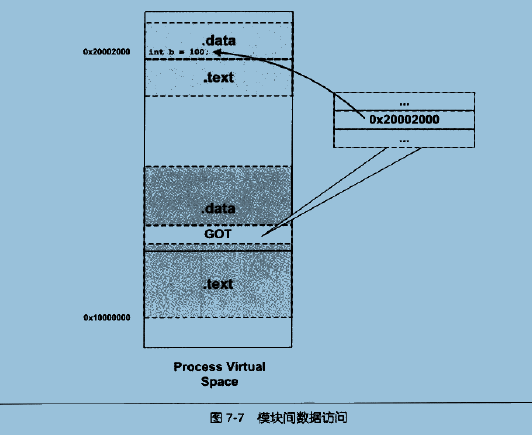 .data
0x20002000
int b = 100;
.text
...
0x20002000
...
.data
GOT
.text
0x10000000
Process Virtual
Space
图 7-7 模块间数据访问